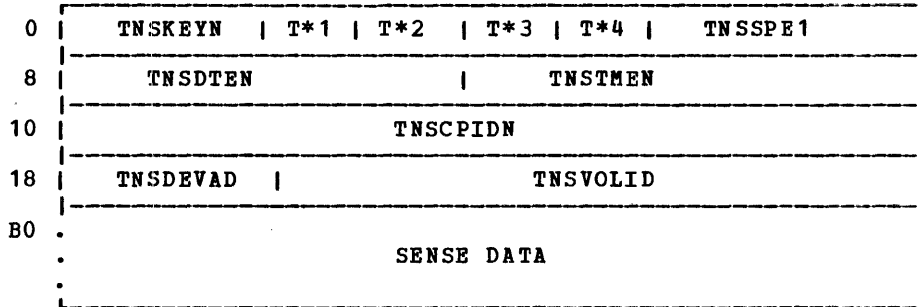 0 | TNSKEYN | T*1 | T*2 | T*3 | T*4 | TNSSPE1
8 | TNSDTEN | TNSTMEN
10 | TNSCPIDN
18 | TNSDEVAD | TNSVOLID
B0
SENSE DATA